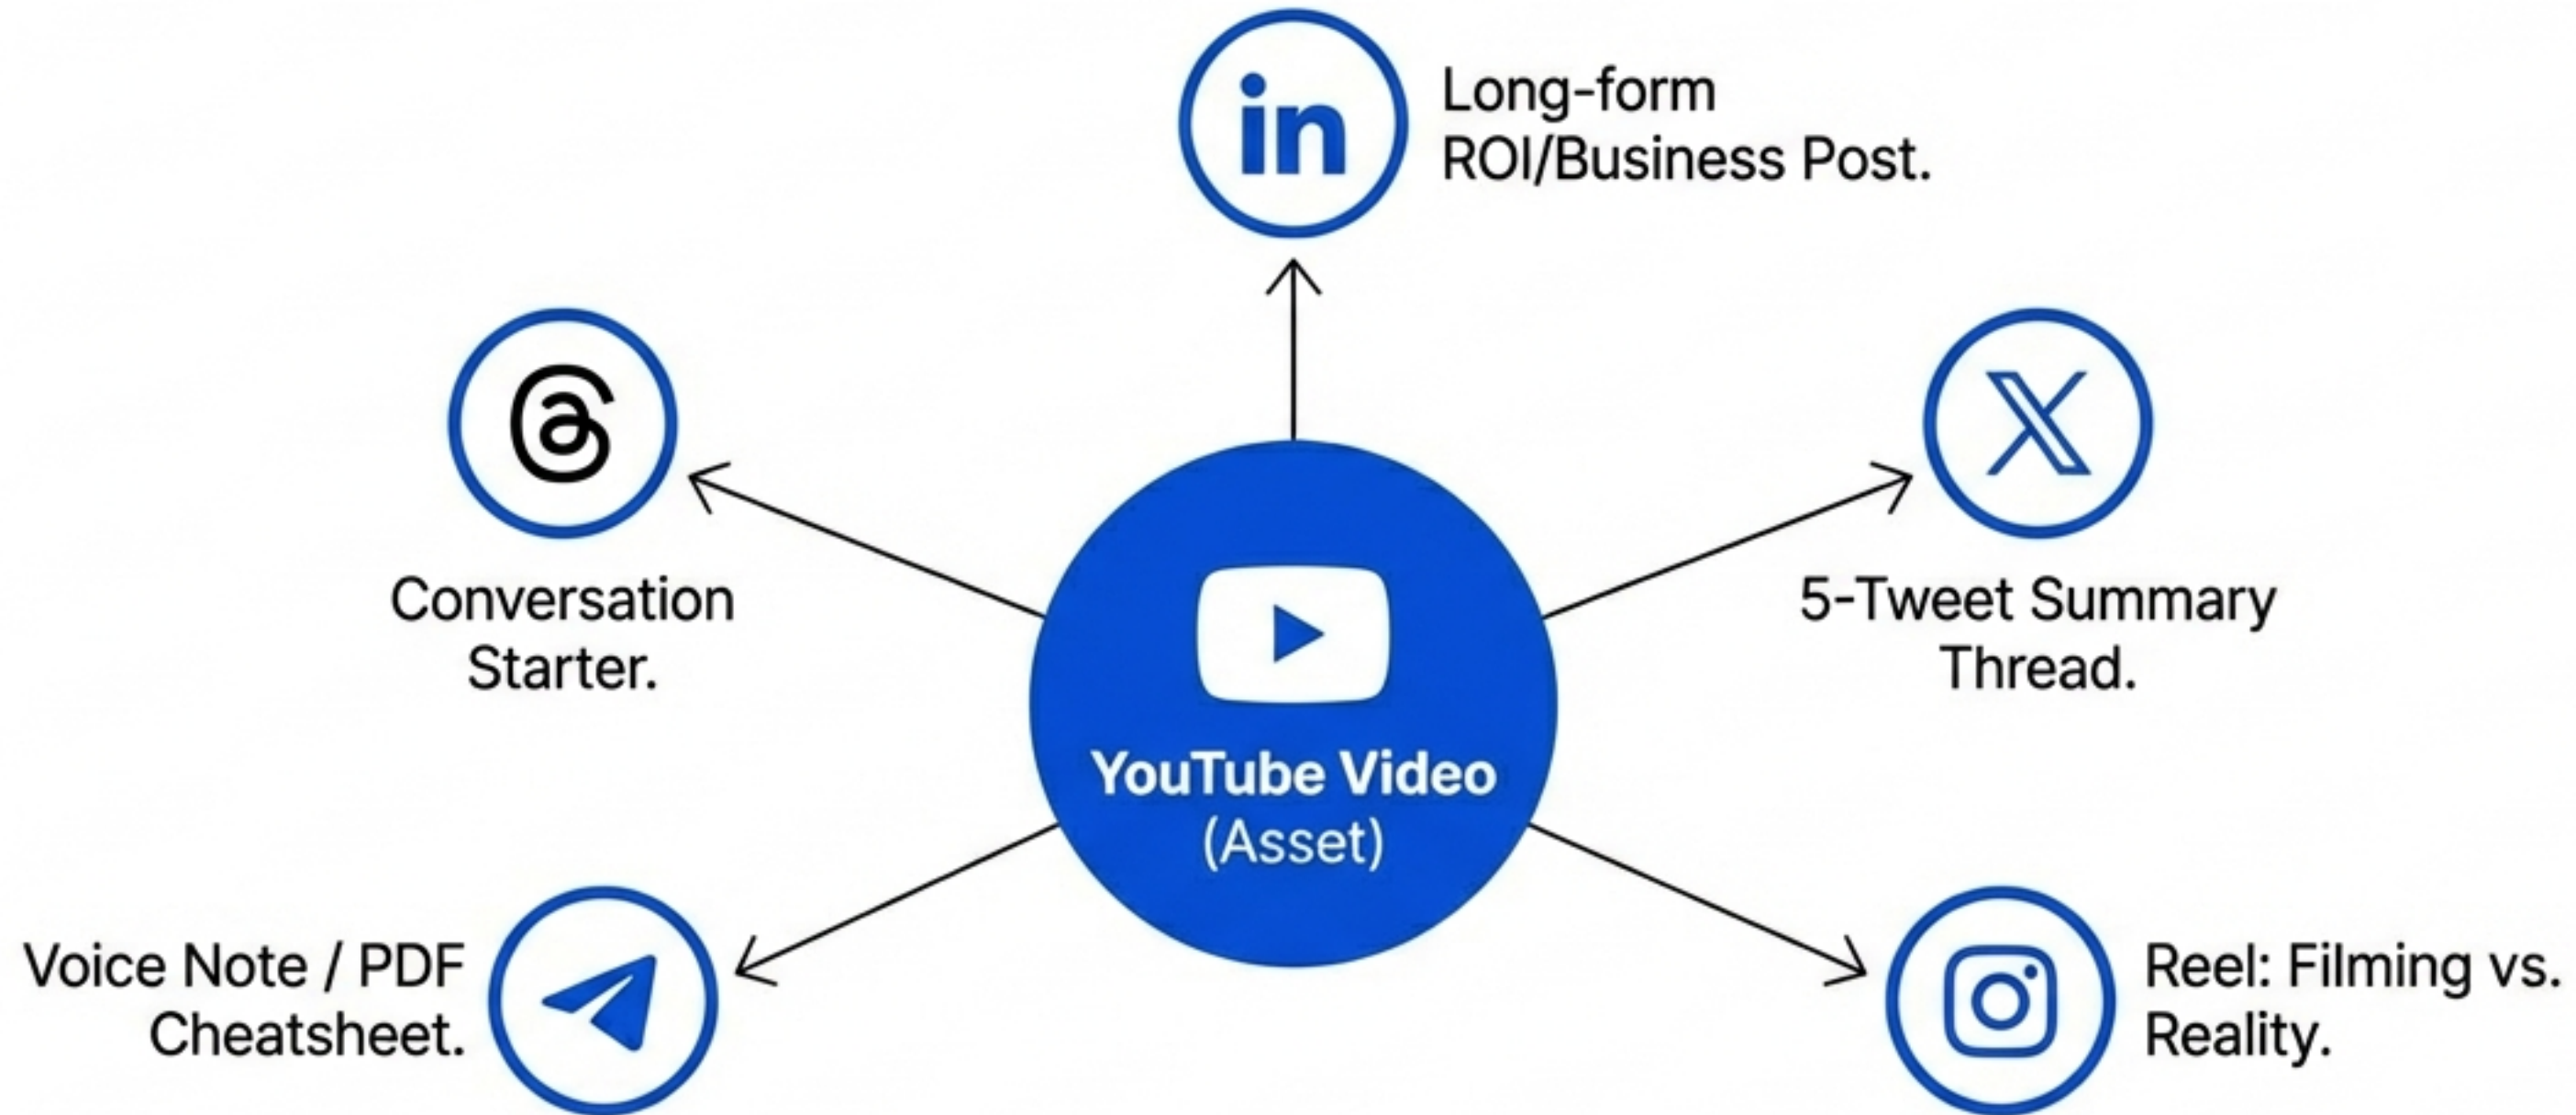 Long-form
ROI/Business Post.
Conversation
Starter.
5-Tweet Summary
Thread.
YouTube Video
(Asset)
Voice Note / PDF
Cheatsheet.
Reel: Filming vs.
Reality.